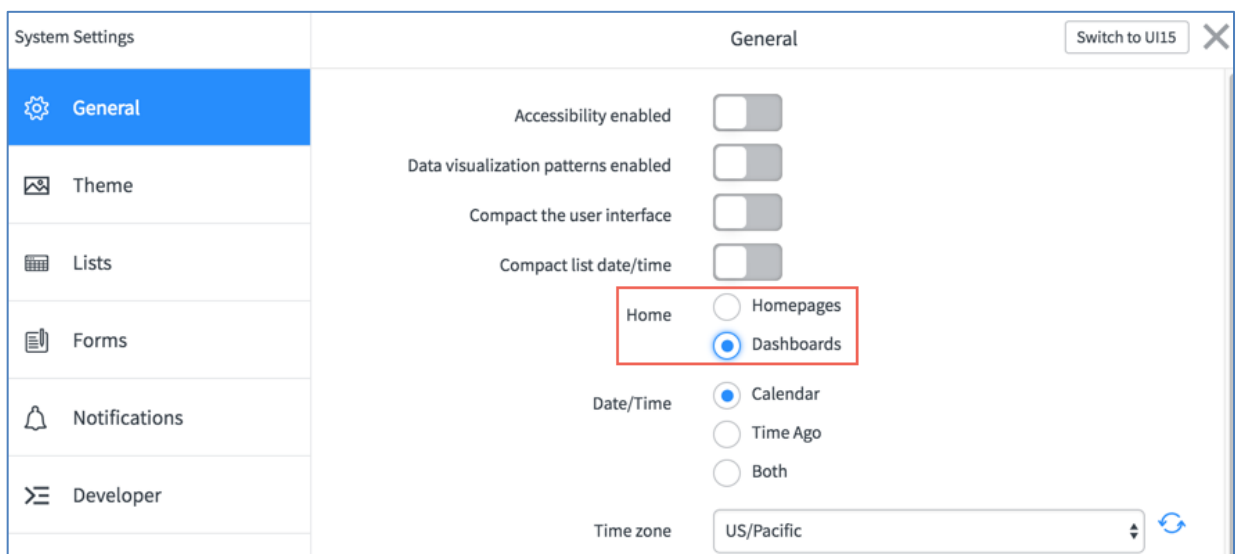 System Settings
General
Switch to UI15
General
Theme
Lists
Forms
Notifications
Developer
Accessibility enabled
Data visualization patterns enabled
Compact the user interface
Compact list date/time
Home
Homepages
Dashboards
Date/Time
Calendar
Time Ago
Both
Time zone
US/Pacific